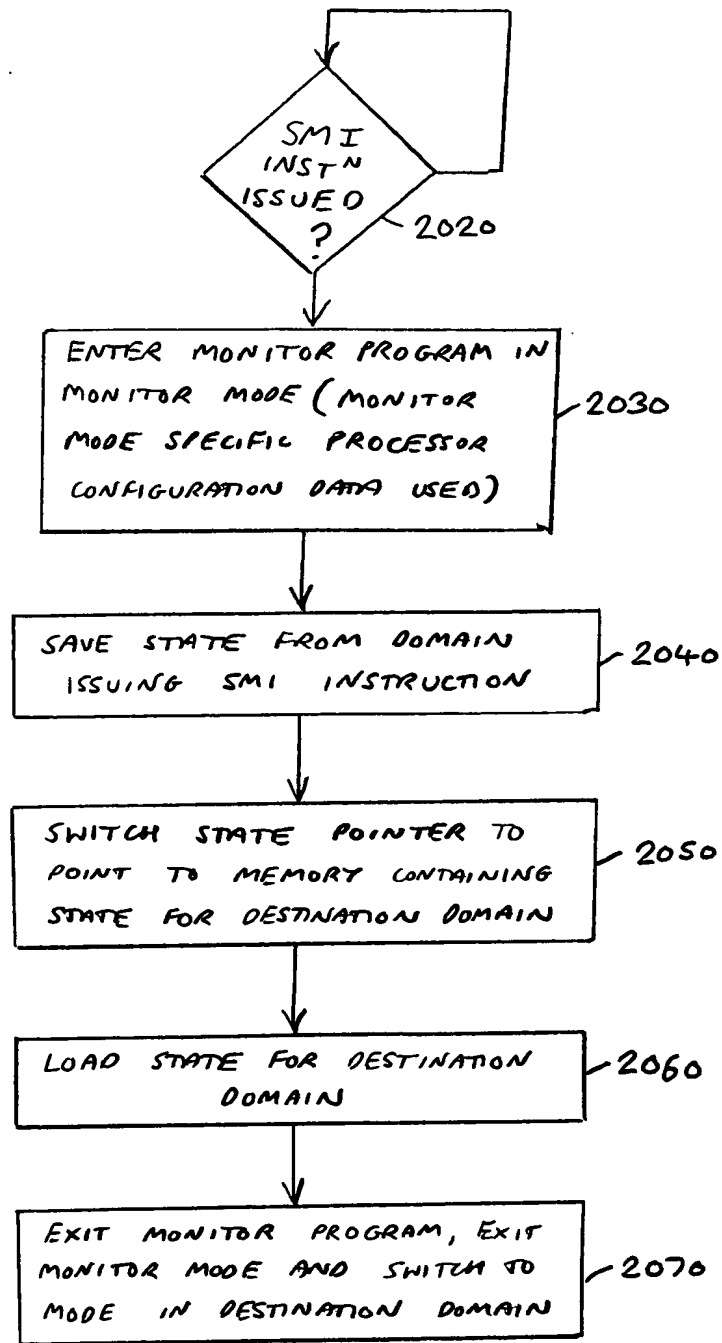 SMI
INSTN
ISSUED
?
2020
ENTER MONITOR PROGRAM IN
MONITOR MODE (MONITOR
MODE SPECIFIC PROCESSOR
CONFIGURATION DATA USED)
2030
SAVE STATE FROM DOMAIN
ISSUING SMI INSTRUCTION
2040
SWITCH STATE POINTER TO
POINT TO MEMORY CONTAINING
STATE FOR DESTINATION DOMAIN
2050
LOAD STATE FOR DESTINATION
DOMAIN
2060
EXIT MONITOR PROGRAM, EXIT
MONITOR MODE AND SWITCH TO
MODE IN DESTINATION DOMAIN
2070